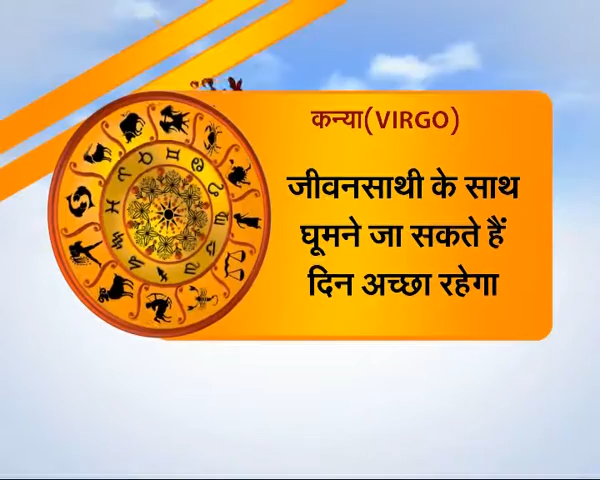 कन्या(VIRGO)
जीवनसाथी के साथ
घूमने जा सकते हैं
दिन अच्छा रहेगा